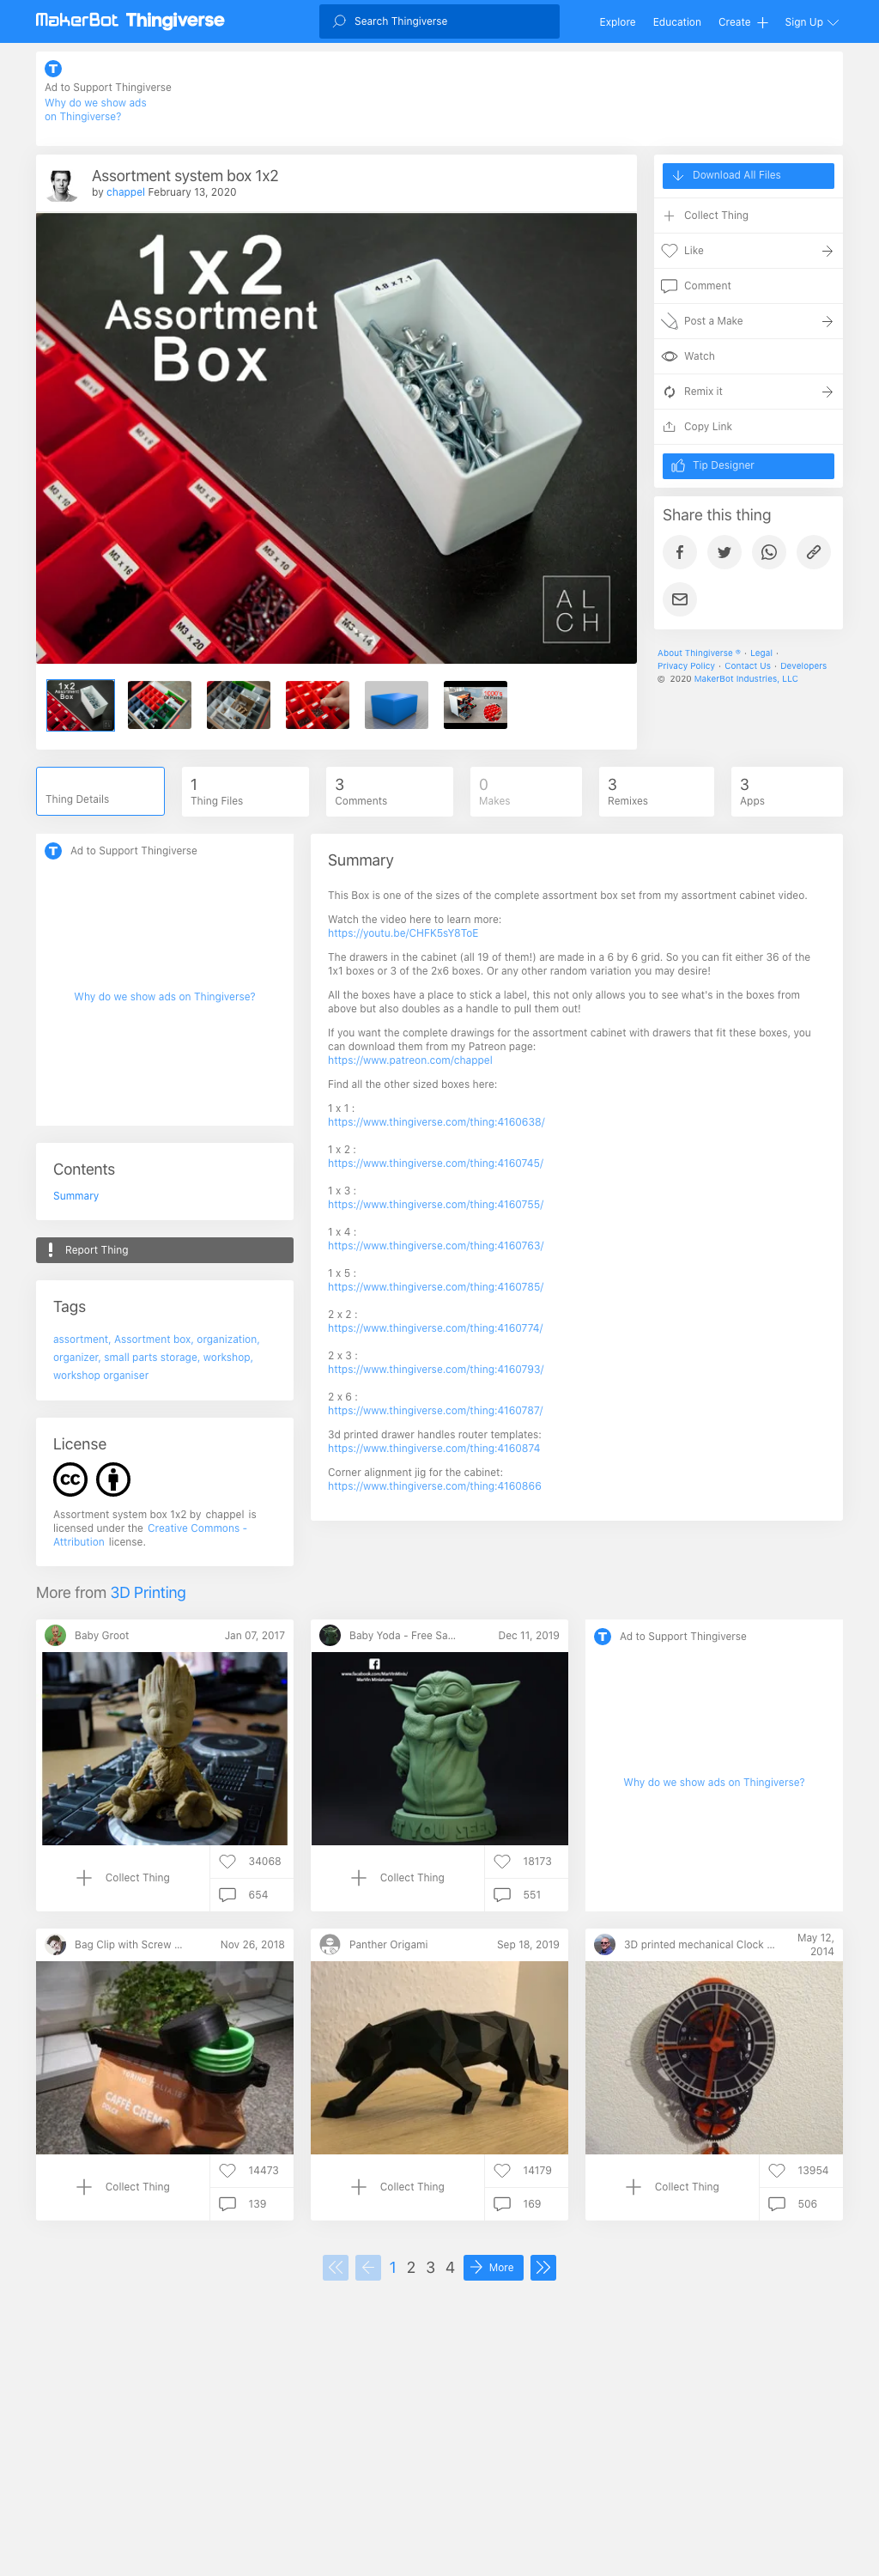 MakerBot Thingiverse
Search Thingiverse
Explore
Education
Create
Sign Up
Ad to Support Thingiverse
Why do we show ads
on Thingiverse?
Assortment system box 1x2
by chappel February 13, 2020
1x2
Assortment
Box
4.8 x 7.1
M3 x 10
M3 x 16
M3 x 20
M3 x 10
M3 x 14
AL
CH
Download All Files
Collect Thing
Like
Comment
Post a Make
Watch
Remix it
Copy Link
Tip Designer
Share this thing
About Thingiverse ® · Legal ·
Privacy Policy · Contact Us · Developers
© 2020 MakerBot Industries, LLC
Thing Details
1
Thing Files
3
Comments
0
Makes
3
Remixes
3
Apps
Ad to Support Thingiverse
Why do we show ads on Thingiverse?
Contents
Summary
Report Thing
Tags
assortment, Assortment box, organization,
organizer, small parts storage, workshop,
workshop organiser
License
cc
Assortment system box 1x2 by chappel is
licensed under the Creative Commons -
Attribution license.
Summary
This Box is one of the sizes of the complete assortment box set from my assortment cabinet video.
Watch the video here to learn more:
https://youtu.be/CHFK5sY8ToE
The drawers in the cabinet (all 19 of them!) are made in a 6 by 6 grid. So you can fit either 36 of the
1x1 boxes or 3 of the 2x6 boxes. Or any other random variation you may desire!
All the boxes have a place to stick a label, this not only allows you to see what's in the boxes from
above but also doubles as a handle to pull them out!
If you want the complete drawings for the assortment cabinet with drawers that fit these boxes, you
can download them from my Patreon page:
https://www.patreon.com/chappel
Find all the other sized boxes here:
1 x 1 :
https://www.thingiverse.com/thing:4160638/
1 x 2 :
https://www.thingiverse.com/thing:4160745/
1 x 3 :
https://www.thingiverse.com/thing:4160755/
1 x 4 :
https://www.thingiverse.com/thing:4160763/
1 x 5 :
https://www.thingiverse.com/thing:4160785/
2 x 2 :
https://www.thingiverse.com/thing:4160774/
2 x 3 :
https://www.thingiverse.com/thing:4160793/
2 x 6 :
https://www.thingiverse.com/thing:4160787/
3d printed drawer handles router templates:
https://www.thingiverse.com/thing:4160874
Corner alignment jig for the cabinet:
https://www.thingiverse.com/thing:4160866
More from 3D Printing
Baby Groot
Jan 07, 2017
Collect Thing
34068
654
Baby Yoda - Free Sa...
Dec 11, 2019
Collect Thing
18173
551
Ad to Support Thingiverse
Why do we show ads on Thingiverse?
Bag Clip with Screw ...
Nov 26, 2018
CAFFÈ CREMA
DOLCE
Collect Thing
14473
139
Panther Origami
Sep 18, 2019
Collect Thing
14179
169
3D printed mechanical Clock ...
May 12,
2014
Collect Thing
13954
506
1 2 3 4
More